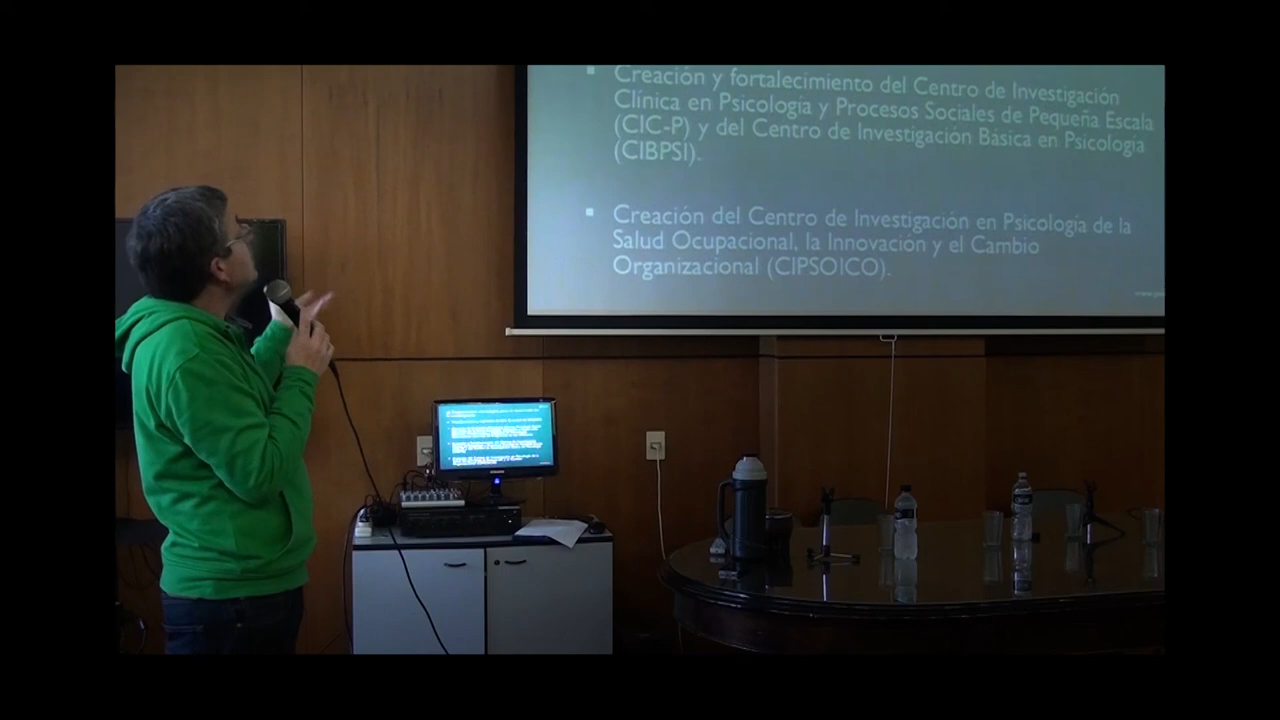 ▪ Creación y fortalecimiento del Centro de Investigación
Clínica en Psicología y Procesos Sociales de Pequeña Escala
(CIC-P) y del Centro de Investigación Básica en Psicología
(CIBPSI).
▪ Creación del Centro de Investigación en Psicología de la
Salud Ocupacional, la Innovación y el Cambio
Organizacional (CIPSOICO).